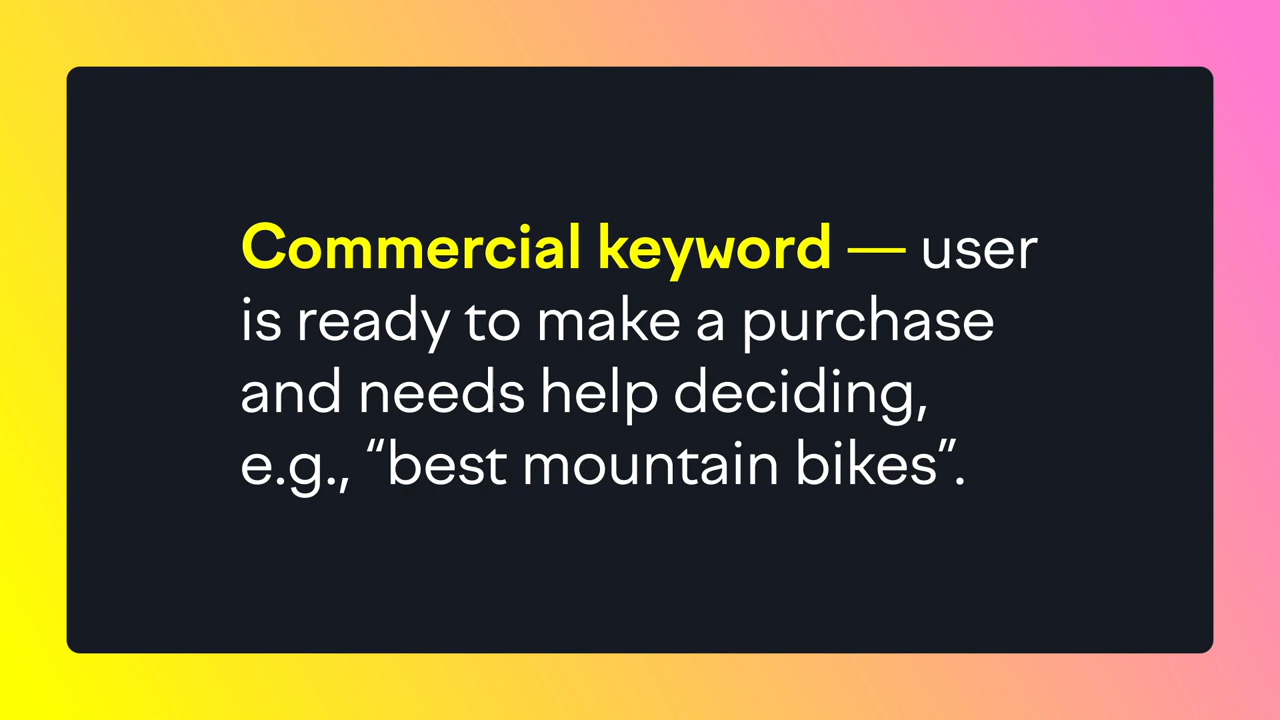 Commercial keyword — user
is ready to make a purchase
and needs help deciding,
e.g., “best mountain bikes”.